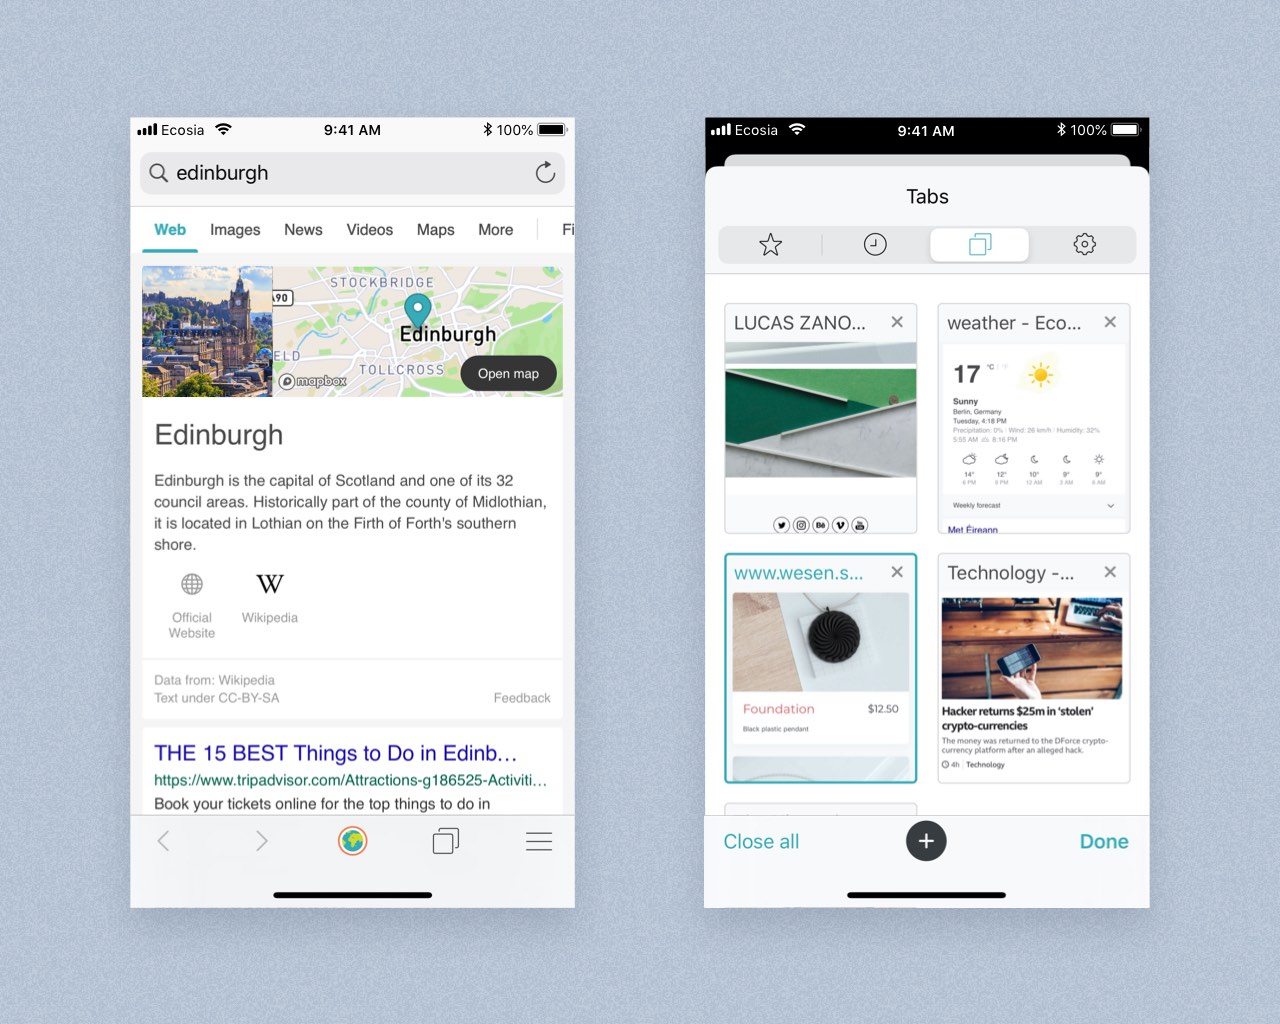 Ecosia
9:41 AM
100%
edinburgh
Web Images News Videos Maps More Fi
A90
STOCKBRIDGE
Edinburgh
ELD
TOLLCROSS
mapbox
Open map
Edinburgh
Edinburgh is the capital of Scotland and one of its 32
council areas. Historically part of the county of Midlothian,
it is located in Lothian on the Firth of Forth's southern
shore.
W
Official
Website
Wikipedia
Data from: Wikipedia
Text under CC-BY-SA
Feedback
THE 15 BEST Things to Do in Edinb...
https://www.tripadvisor.com/Attractions-g186525-Activiti...
Book your tickets online for the top things to do in
Ecosia
9:41 AM
100%
Tabs
LUCAS ZANO...
Bē
You
weather - Eco...
17 °C | °F
Sunny
Berlin, Germany
Tuesday, 4:18 PM
Precipitation: 0% · Wind: 26 km/h · Humidity: 32%
5:55 AM 8:16 PM
14° 12° 10° 9° 9°
6 PM 9 PM 12 AM 3 AM 6 AM
Weekly forecast
Met Éireann
www.wesen.s...
Foundation $12.50
Black plastic pendant
Technology -...
Hacker returns $25m in 'stolen'
crypto-currencies
The money was returned to the DForce crypto-
currency platform after an alleged hack.
4h | Technology
Close all
Done